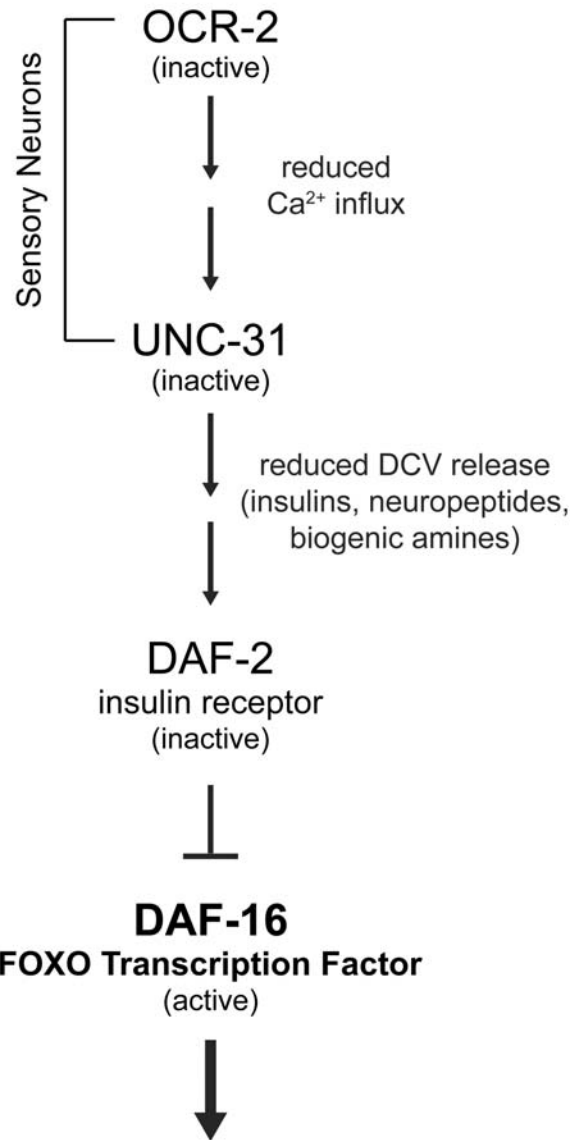 OCR-2
(inactive)
Sensory Neurons
reduced
Ca²⁺ influx
UNC-31
(inactive)
reduced DCV release
(insulins, neuropeptides,
biogenic amines)
DAF-2
insulin receptor
(inactive)
DAF-16
FOXO Transcription Factor
(active)